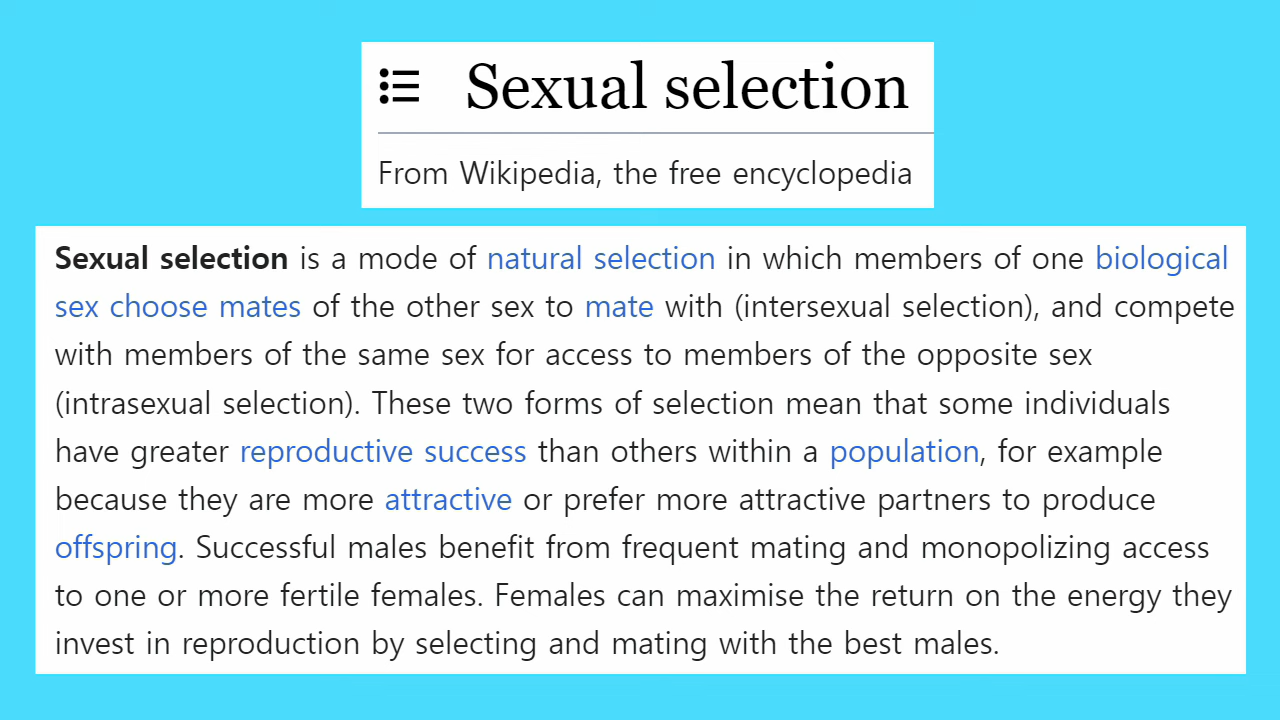 Sexual selection
From Wikipedia, the free encyclopedia
Sexual selection is a mode of natural selection in which members of one biological
sex choose mates of the other sex to mate with (intersexual selection), and compete
with members of the same sex for access to members of the opposite sex
(intrasexual selection). These two forms of selection mean that some individuals
have greater reproductive success than others within a population, for example
because they are more attractive or prefer more attractive partners to produce
offspring. Successful males benefit from frequent mating and monopolizing access
to one or more fertile females. Females can maximise the return on the energy they
invest in reproduction by selecting and mating with the best males.